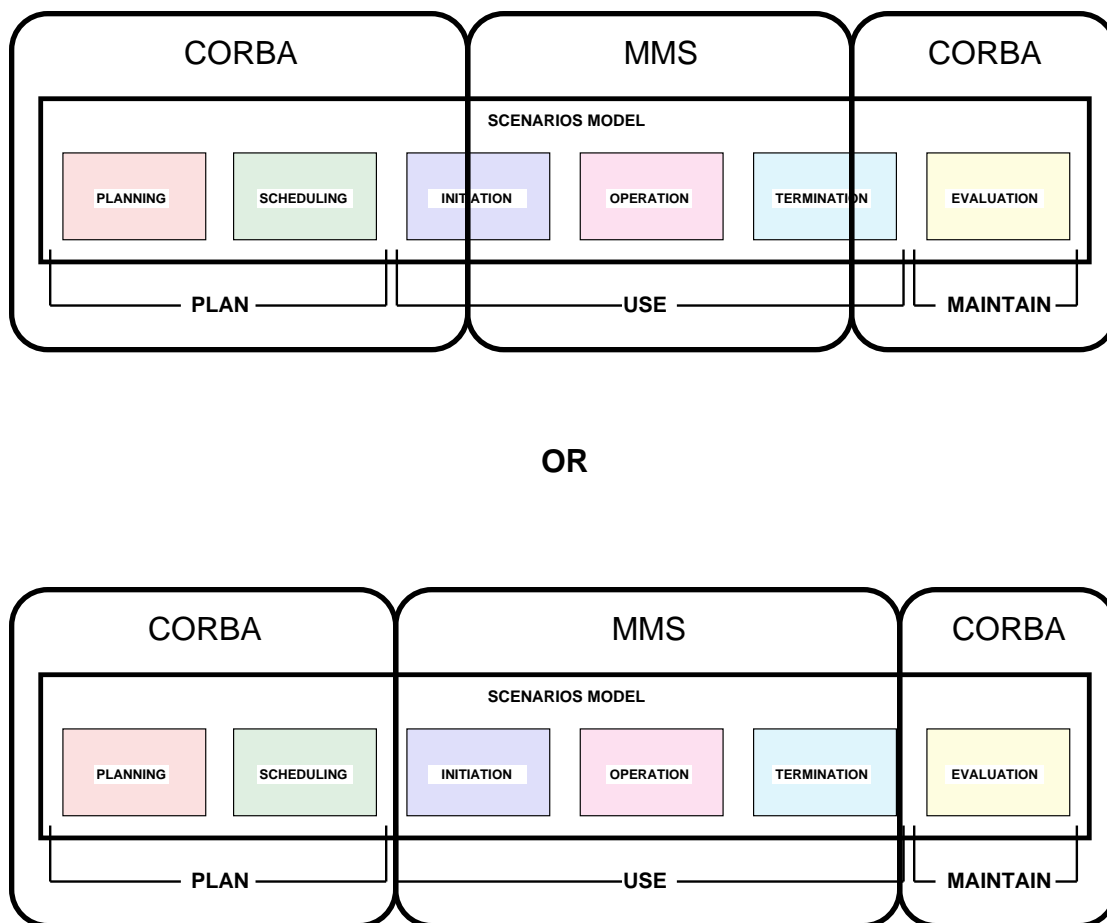 CORBA MMS CORBA
SCENARIOS MODEL
PLANNING SCHEDULING INITIATION OPERATION TERMINATION EVALUATION
PLAN USE MAINTAIN
OR
CORBA MMS CORBA
SCENARIOS MODEL
PLANNING SCHEDULING INITIATION OPERATION TERMINATION EVALUATION
PLAN USE MAINTAIN